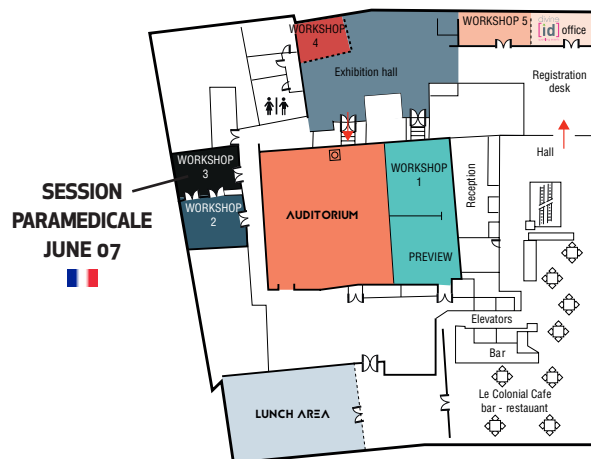 WORKSHOP 5
divine
[id] office
WORKSHOP
4
Exhibition hall
Registration
desk
Hall
WORKSHOP
3
WORKSHOP
2
SESSION
PARAMEDICALE
JUNE 07
AUDITORIUM
WORKSHOP
1
PREVIEW
Reception
Elevators
Bar
Le Colonial Cafe
bar - restauant
LUNCH AREA